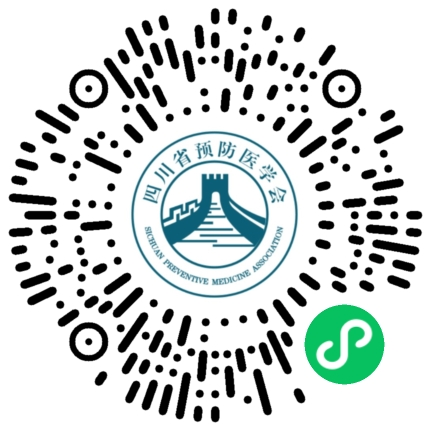 四川省预防医学会
SICHUAN PREVENTIVE MEDICINE ASSOCIATION